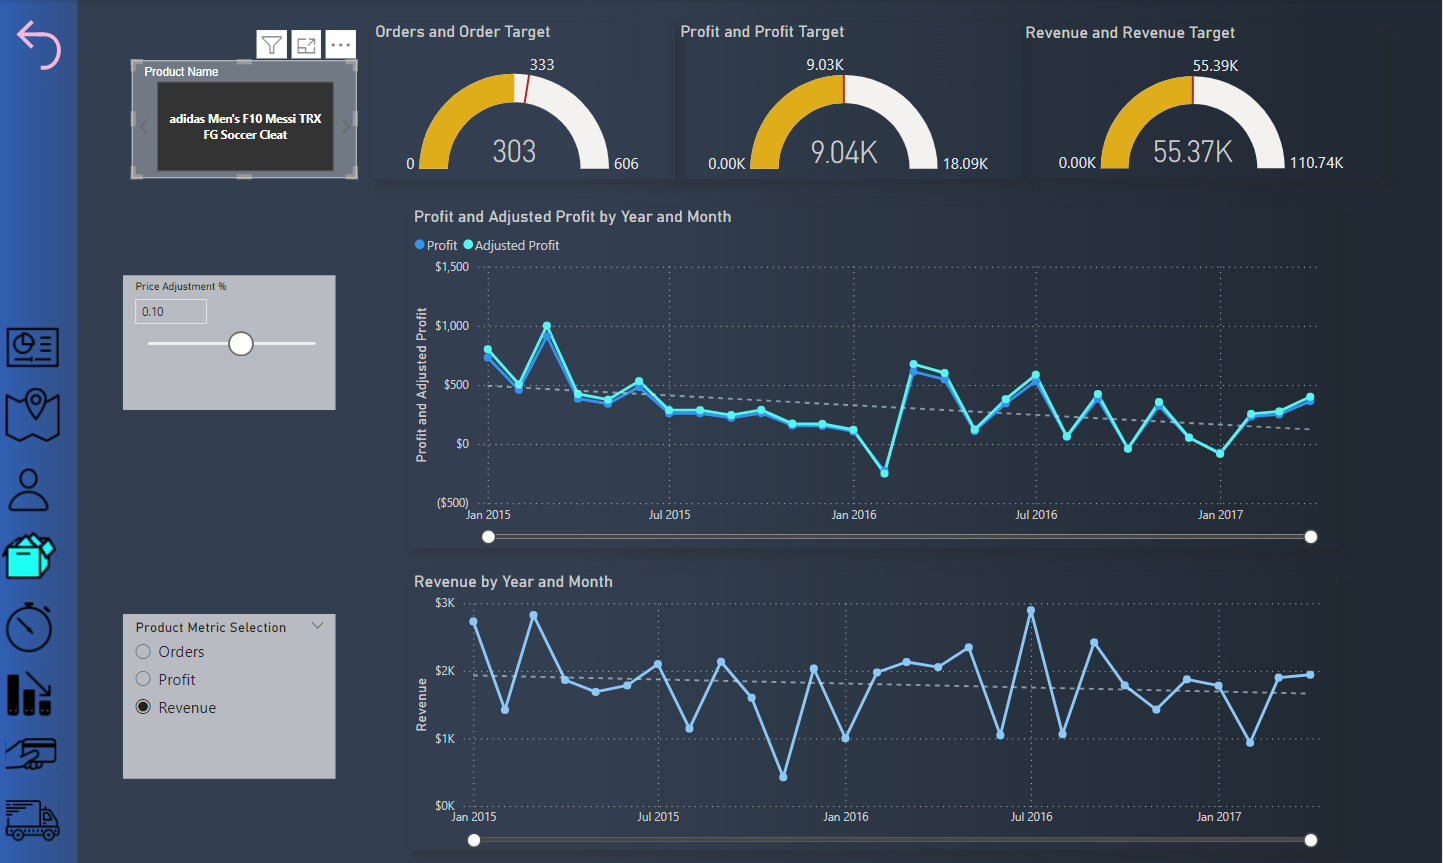 Orders and Order Target
Profit and Profit Target
Revenue and Revenue Target
Product Name
adidas Men's F10 Messi TRX
FG Soccer Cleat
333
303
0
606
9.03K
9.04K
0.00K
18.09K
55.39K
55.37K
0.00K
110.74K
Profit and Adjusted Profit by Year and Month
Profit
Adjusted Profit
Profit and Adjusted Profit
$1,500
$1,000
$500
$0
($500)
Jan 2015
Jul 2015
Jan 2016
Jul 2016
Jan 2017
Price Adjustment %
0.10
Revenue by Year and Month
Revenue
$3K
$2K
$1K
$0K
Jan 2015
Jul 2015
Jan 2016
Jul 2016
Jan 2017
Product Metric Selection
Orders
Profit
Revenue